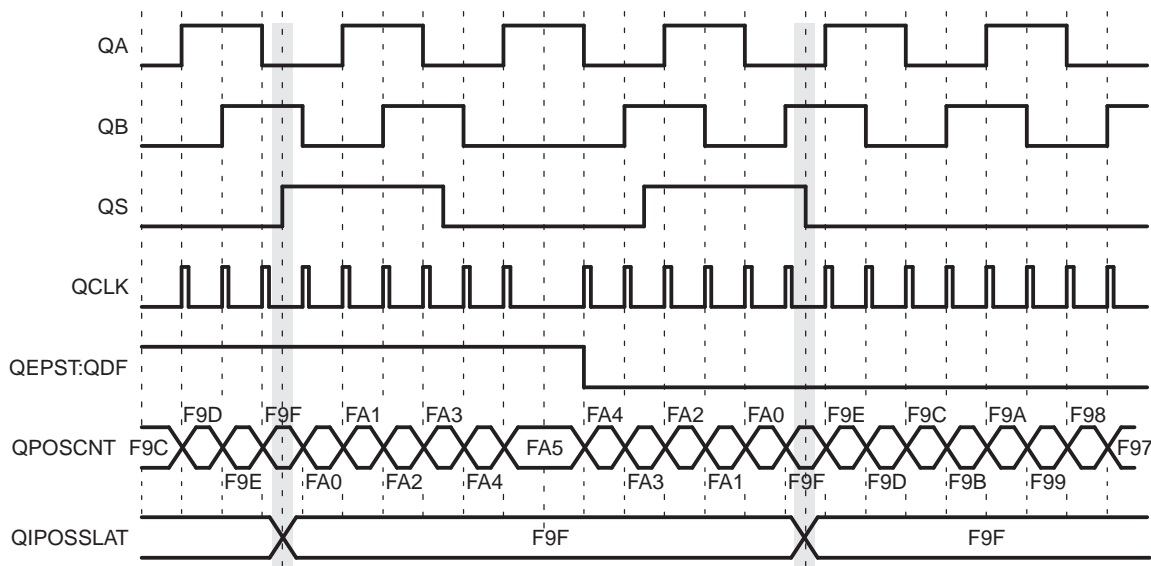 QA
QB
QS
QCLK
QEPST:QDF
F9D F9F FA1 FA3 FA4 FA2 FA0 F9E F9C F9A F98
QPOSCNT F9C FA5 F97
F9E FA0 FA2 FA4 FA3 FA1 F9F F9D F9B F99
QIPOSSLAT F9F F9F